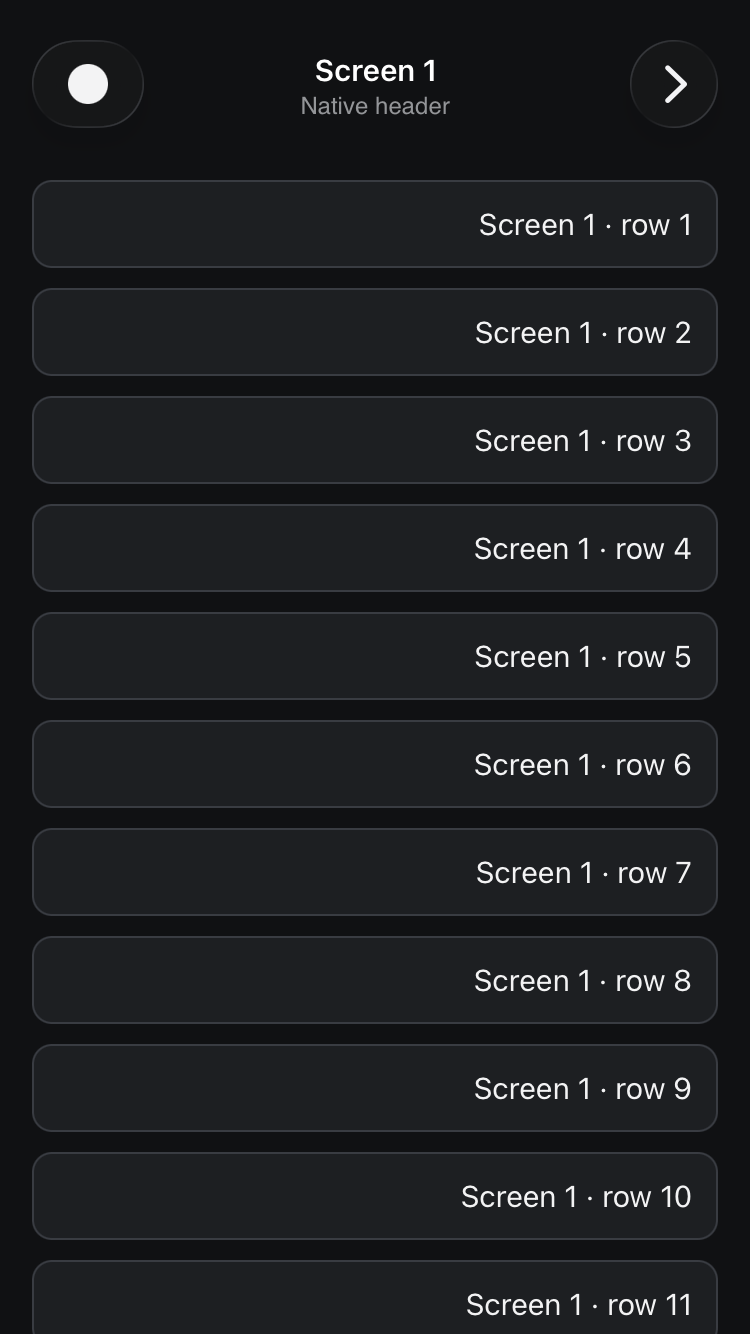 Screen 1
Native header
Screen 1 · row 1
Screen 1 · row 2
Screen 1 · row 3
Screen 1 · row 4
Screen 1 · row 5
Screen 1 · row 6
Screen 1 · row 7
Screen 1 · row 8
Screen 1 · row 9
Screen 1 · row 10
Screen 1 · row 11